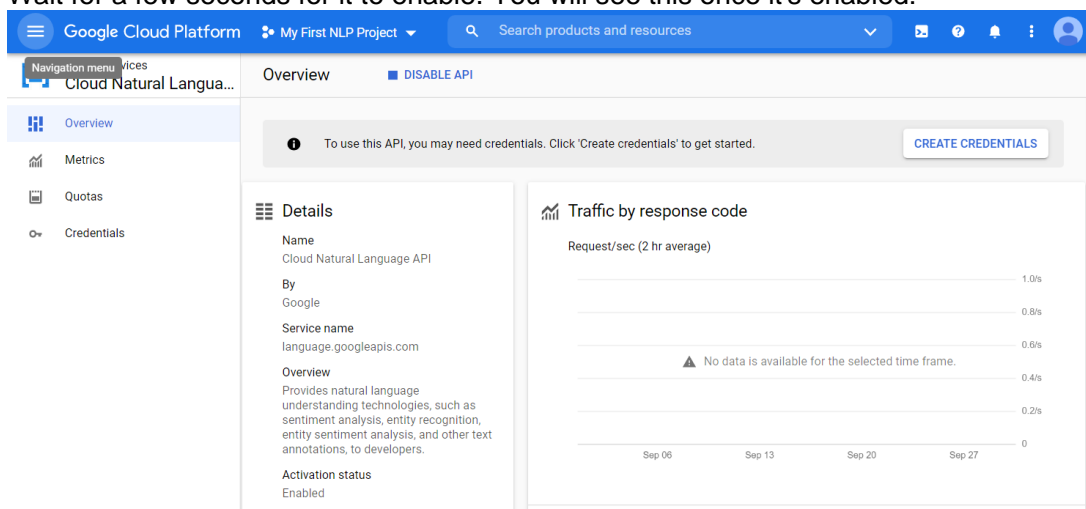 Wait for a few seconds for it to enable. You will see this once it's enabled.
Google Cloud Platform My First NLP Project Search products and resources
Navigation menu vices
Cloud Natural Langua...
Overview DISABLE API
Overview
Metrics
Quotas
Credentials
To use this API, you may need credentials. Click 'Create credentials' to get started. CREATE CREDENTIALS
Details
Name
Cloud Natural Language API
By
Google
Service name
language.googleapis.com
Overview
Provides natural language
understanding technologies, such as
sentiment analysis, entity recognition,
entity sentiment analysis, and other text
annotations, to developers.
Activation status
Enabled
Traffic by response code
Request/sec (2 hr average)
1.0/s
0.8/s
0.6/s
No data is available for the selected time frame.
0.4/s
0.2/s
0
Sep 06 Sep 13 Sep 20 Sep 27